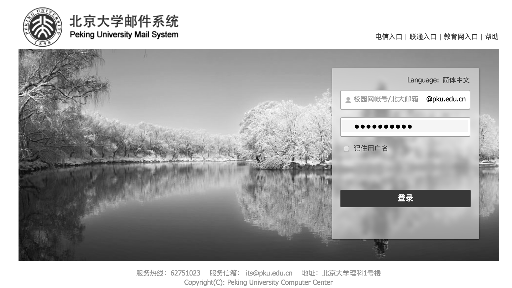 北京大学邮件系统
Peking University Mail System
电信入口 | 联通入口 | 教育网入口 | 帮助
Language: 简体中文
校园网帐号/北大邮箱 @pku.edu.cn
记住用户名
登录
服务热线: 62751023 服务信箱: its@pku.edu.cn 地址: 北京大学理科1号楼
Copyright(C): Peking University Computer Center